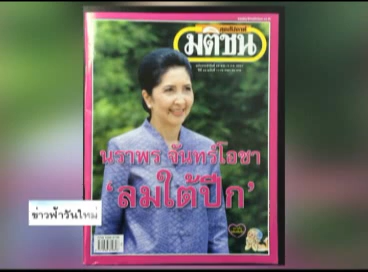 มติชน
นราพร จันทร์โอชา
‘ลมใต้ปีก’
ข่าวฟ้าวันใหม่